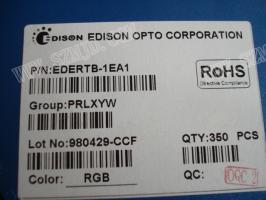 EDISON EDISON OPTO CORPORATION
P/N:EDERTB-1EA1
RoHS
Directive Compliance
Group:PRLXYW
Lot No:980429-CCF QTY:350 PCS
Color: RGB QC: